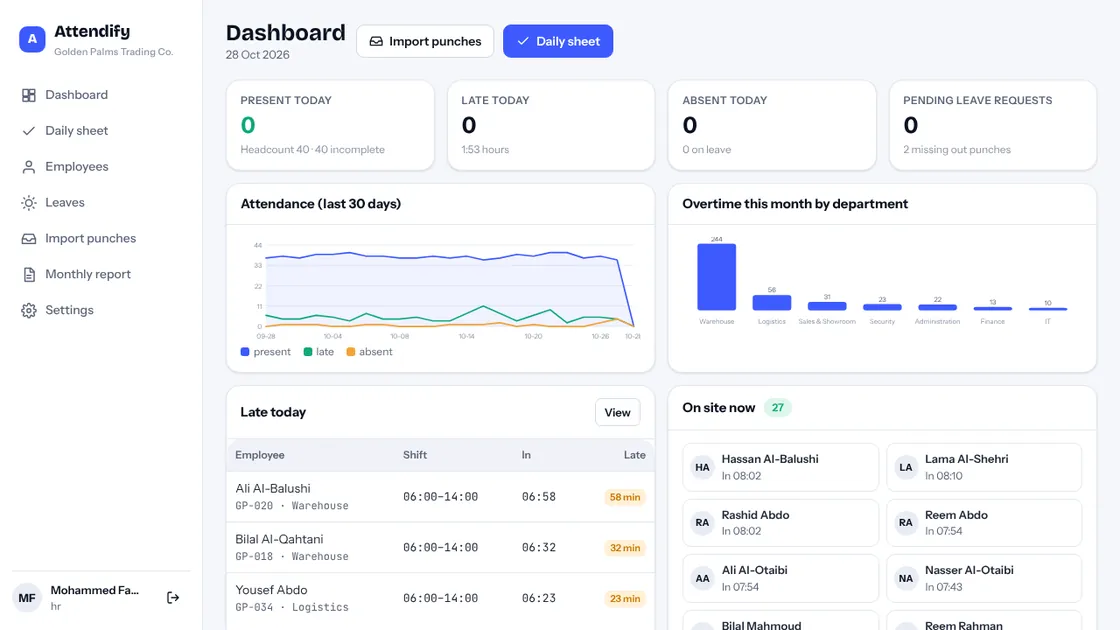 A
Attendify
Golden Palms Trading Co.
Dashboard
Daily sheet
Employees
Leaves
Import punches
Monthly report
Settings
MF
Mohammed Fa...
hr
Dashboard
28 Oct 2026
Import punches
Daily sheet
PRESENT TODAY
0
Headcount 40 · 40 incomplete
LATE TODAY
0
1:53 hours
ABSENT TODAY
0
0 on leave
PENDING LEAVE REQUESTS
0
2 missing out punches
Attendance (last 30 days)
44
33
22
11
0
09-28 10-04 10-08 10-14 10-20 10-26 10-28
present late absent
Overtime this month by department
244 56 31 23 22 13 10
Warehouse Logistics Sales & Showroom Security Administration Finance IT
Late today
View
Employee Shift In Late
Ali Al-Balushi
GP-020 · Warehouse
06:00–14:00 06:58 58 min
Bilal Al-Qahtani
GP-018 · Warehouse
06:00–14:00 06:32 32 min
Yousef Abdo
GP-034 · Logistics
06:00–14:00 06:23 23 min
On site now 27
HA
Hassan Al-Balushi
In 08:02
LA
Lama Al-Shehri
In 08:10
RA
Rashid Abdo
In 08:02
RA
Reem Abdo
In 07:54
AA
Ali Al-Otaibi
In 07:54
NA
Nasser Al-Otaibi
In 07:43
Bilal Mahmoud
Reem Rahman